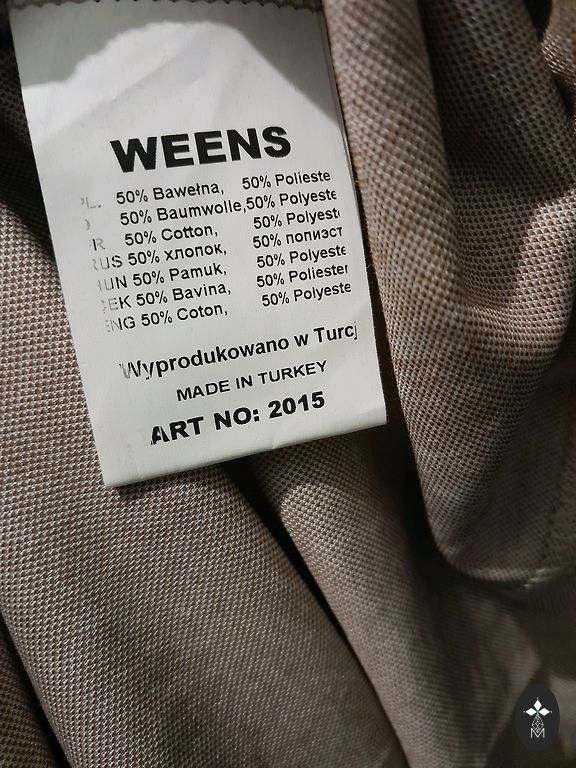 WEENS
PL. 50% Bawełna, 50% Polieste
D 50% Baumwolle,50% Polyeste
FR 50% Cotton, 50% Polyest
RUS 50% хлопок, 50% полиэст
HUN 50% Pamuk, 50% Polyeste
CEK 50% Bavina, 50% Poliester
ENG 50% Coton, 50% Polyeste
Wyprodukowano w Turcj
MADE IN TURKEY
ART NO: 2015
M